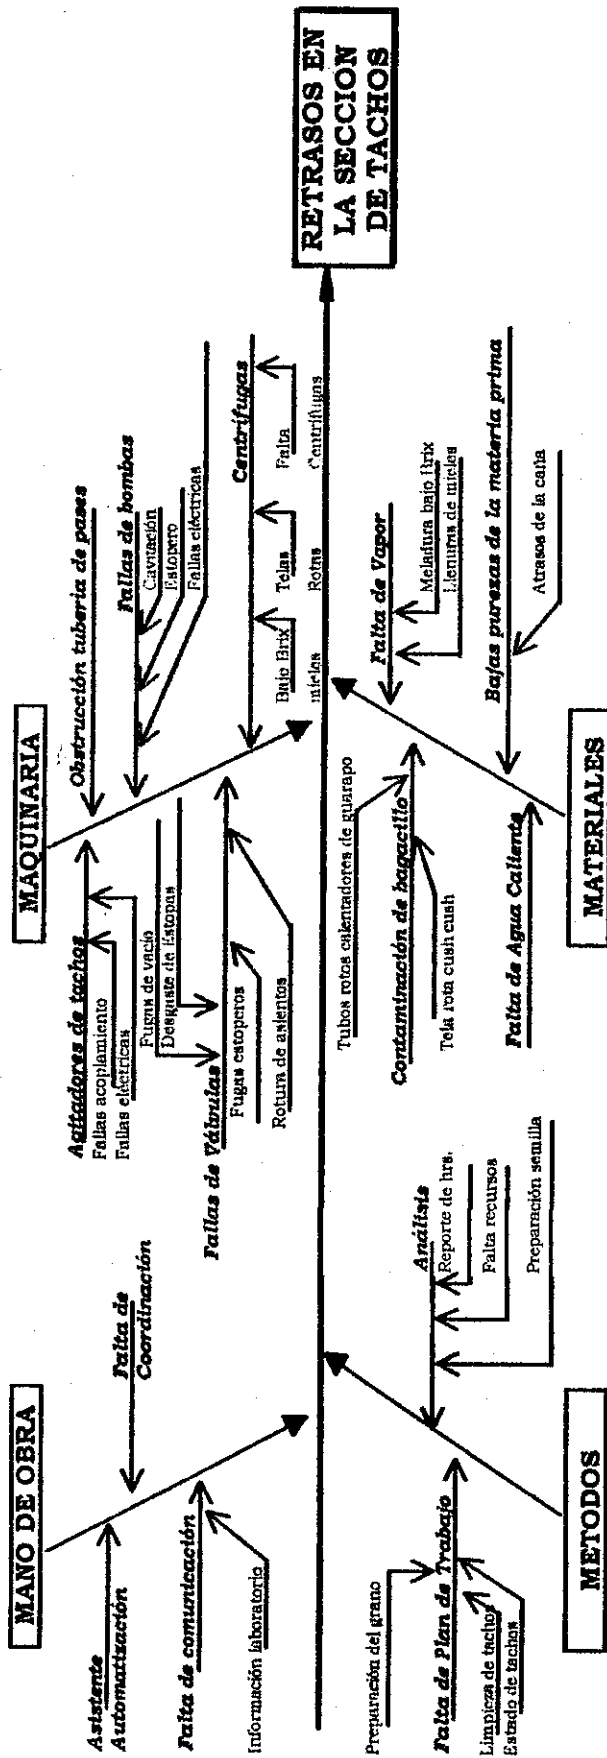 MANO DE OBRA
Asistente
Automatización
Falta de
Coordinación
Falta de comunicación
Información laboratorio
MAQUINARIA
Agitadores de tachos
Fallas acoplamiento
Fallas eléctricas
Obstrucción tuberia de pases
Fallas de bombas
Cavitación
Estopero
Fallas eléctricas
Fugas de vacio
Desgaste de Estopas
Fallas de Válvulas
Fugas estoperos
Rotura de asientos
Centrifugas
Bajo Brix
mieles
Telas
Rotas
Falta
Centrifugas
RETRASOS EN
LA SECCION
DE TACHOS
METODOS
Preparación del grano
Falta de Plan de Trabajo
Limpieza de tachos
Estado de tachos
Análisis
Reporte de hrs.
Falta recursos
Preparación semilla
MATERIALES
Tubos rotos calentadores de guarapo
Contaminación de bagacillo
Tela rota cush cush
Falta de Agua Caliente
Falta de Vapor
Meladura bajo Brix
Llenuras de mieles
Bajas purezas de la materia prima
Atrasos de la caña